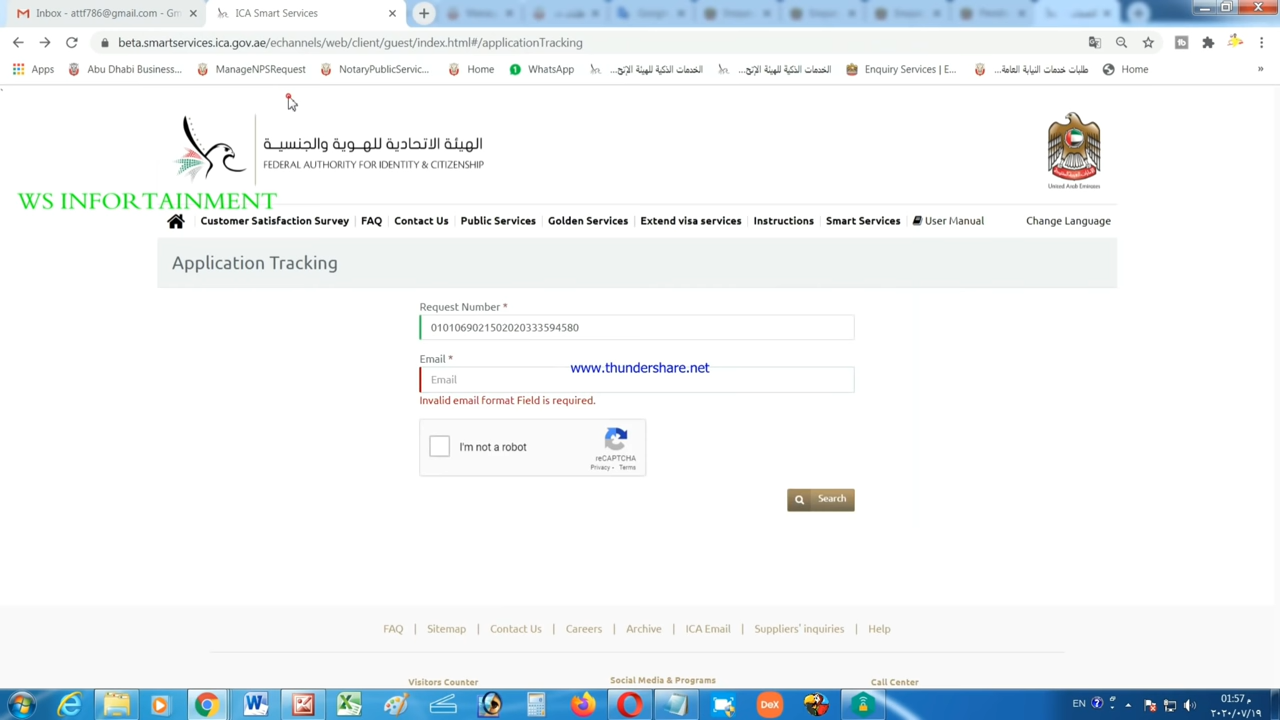 Inbox - attf786@gmail.com - Gm
ICA Smart Services
beta.smartservices.ica.gov.ae/echannels/web/client/guest/index.html#/applicationTracking
Apps
Abu Dhabi Business...
ManageNPSRequest
NotaryPublicServic...
Home
WhatsApp
الخدمات الذكية للهيئة الإتح...
الخدمات الذكية للهيئة الإتح...
Enquiry Services | E...
طلبات خدمات النيابة العامة...
Home
»
الهيئة الاتحادية للهوية والجنسية
FEDERAL AUTHORITY FOR IDENTITY & CITIZENSHIP
United Arab Emirates
WS INFORTAINMENT
Customer Satisfaction Survey
FAQ
Contact Us
Public Services
Golden Services
Extend visa services
Instructions
Smart Services
User Manual
Change Language
Application Tracking
Request Number *
0101069021502020333594580
Email *
www.thundershare.net
Email
Invalid email format Field is required.
I'm not a robot
reCAPTCHA
Privacy - Terms
Search
FAQ | Sitemap | Contact Us | Careers | Archive | ICA Email | Suppliers' inquiries | Help
Visitors Counter
Social Media & Programs
Call Center
DeX
EN
01:57 م
٢٠٢٠/٠٧/١٩